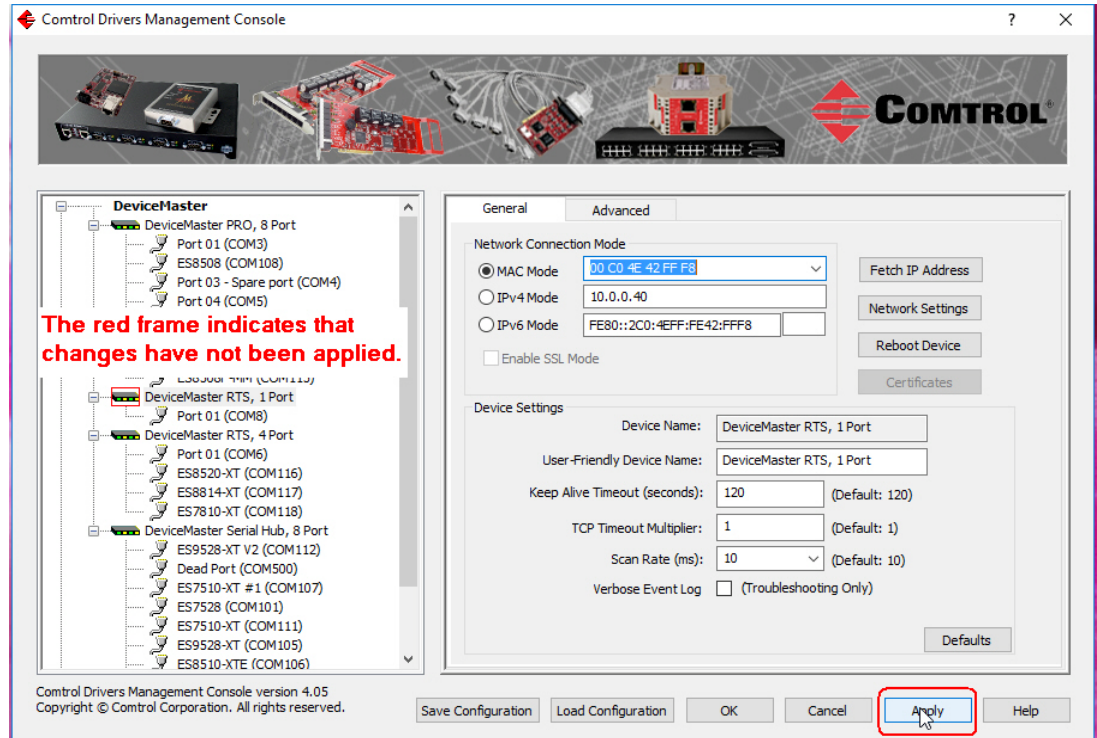 Comtrol Drivers Management Console
?
COMTROL
DeviceMaster
DeviceMaster PRO, 8 Port
Port 01 (COM3)
ES8508 (COM108)
Port 03 - Spare port (COM4)
Port 04 (COM5)
The red frame indicates that
changes have not been applied.
DeviceMaster RTS, 1 Port
Port 01 (COM8)
DeviceMaster RTS, 4 Port
Port 01 (COM6)
ES8520-XT (COM116)
ES8814-XT (COM117)
ES7810-XT (COM118)
DeviceMaster Serial Hub, 8 Port
ES9528-XT V2 (COM112)
Dead Port (COM500)
ES7510-XT #1 (COM107)
ES7528 (COM101)
ES7510-XT (COM111)
ES9528-XT (COM105)
ES8510-XTE (COM106)
General Advanced
Network Connection Mode
MAC Mode 00 C0 4E 42 FF F8
IPv4 Mode 10.0.0.40
IPv6 Mode FE80::2C0:4EFF:FE42:FFF8
Enable SSL Mode
Fetch IP Address
Network Settings
Reboot Device
Certificates
Device Settings
Device Name: DeviceMaster RTS, 1 Port
User-Friendly Device Name: DeviceMaster RTS, 1 Port
Keep Alive Timeout (seconds): 120 (Default: 120)
TCP Timeout Multiplier: 1 (Default: 1)
Scan Rate (ms): 10 (Default: 10)
Verbose Event Log (Troubleshooting Only)
Defaults
Comtrol Drivers Management Console version 4.05
Copyright © Comtrol Corporation. All rights reserved.
Save Configuration Load Configuration OK Cancel Apply Help